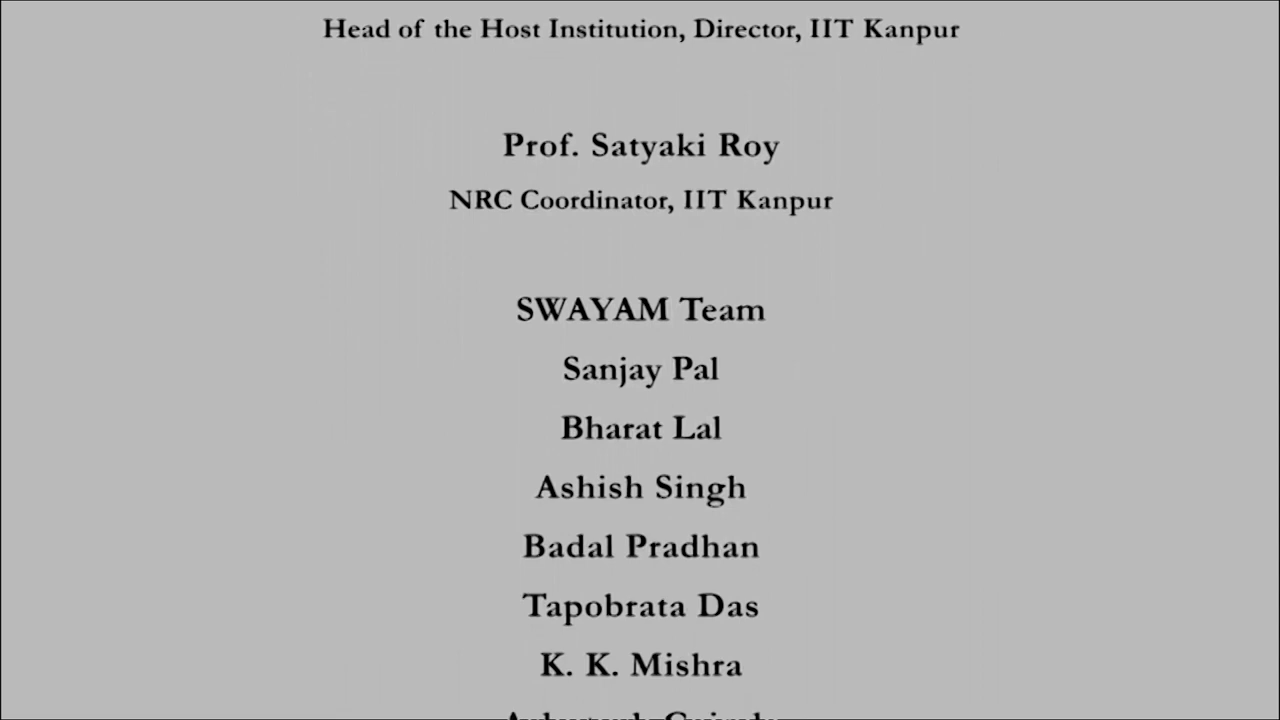 Head of the Host Institution, Director, IIT Kanpur
Prof. Satyaki Roy
NRC Coordinator, IIT Kanpur
SWAYAM Team
Sanjay Pal
Bharat Lal
Ashish Singh
Badal Pradhan
Tapobrata Das
K. K. Mishra